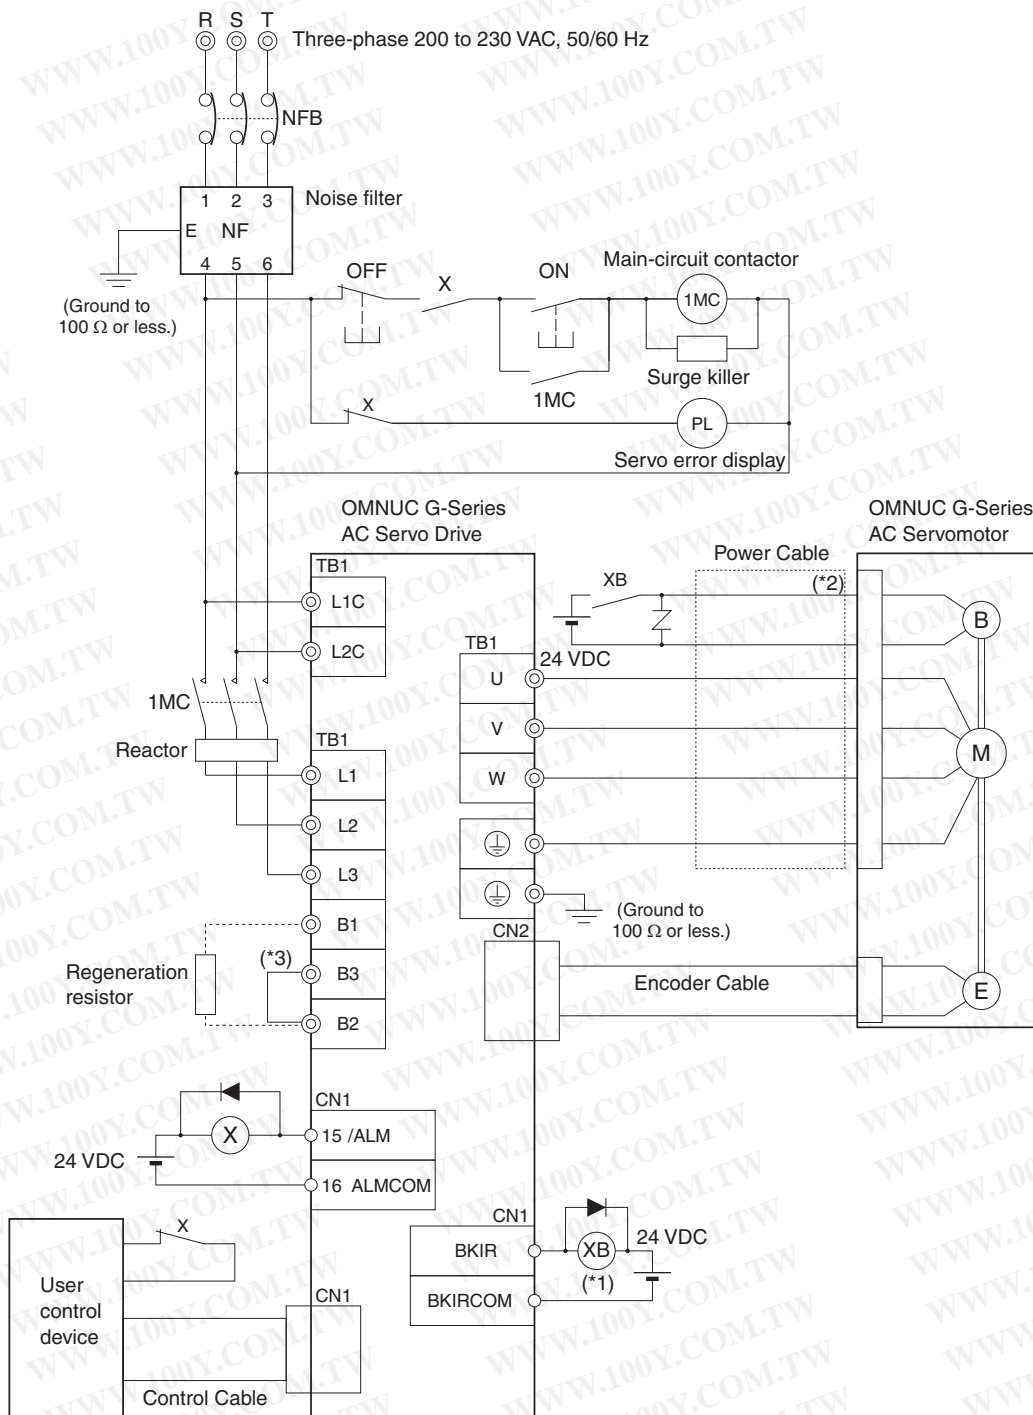 R S T
Three-phase 200 to 230 VAC, 50/60 Hz
NFB
1 2 3
Noise filter
E NF
4 5 6
(Ground to
100 Ω or less.)
OFF
X
ON
Main-circuit contactor
1MC
Surge killer
1MC
X
PL
Servo error display
OMNUC G-Series
AC Servo Drive
OMNUC G-Series
AC Servomotor
TB1
L1C
L2C
Power Cable
(*2)
XB
24 VDC
B
TB1
U
V
W
M
1MC
Reactor
TB1
L1
L2
L3
B1
B3
B2
(*3)
Regeneration
resistor
(Ground to
100 Ω or less.)
CN2
Encoder Cable
E
CN1
X
15 /ALM
24 VDC
16 ALMCOM
CN1
BKIR
XB
24 VDC
(*1)
BKIRCOM
X
User
control
device
CN1
Control Cable
WWW.100Y.COM.TW